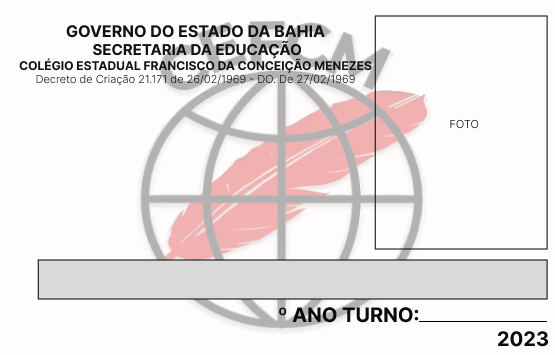 CEFCM
GOVERNO DO ESTADO DA BAHIA
SECRETARIA DA EDUCAÇÃO
COLÉGIO ESTADUAL FRANCISCO DA CONCEIÇÃO MENEZES
Decreto de Criação 21.171 de 26/02/1969 - DO. De 27/02/1969
FOTO
º ANO TURNO:
2023